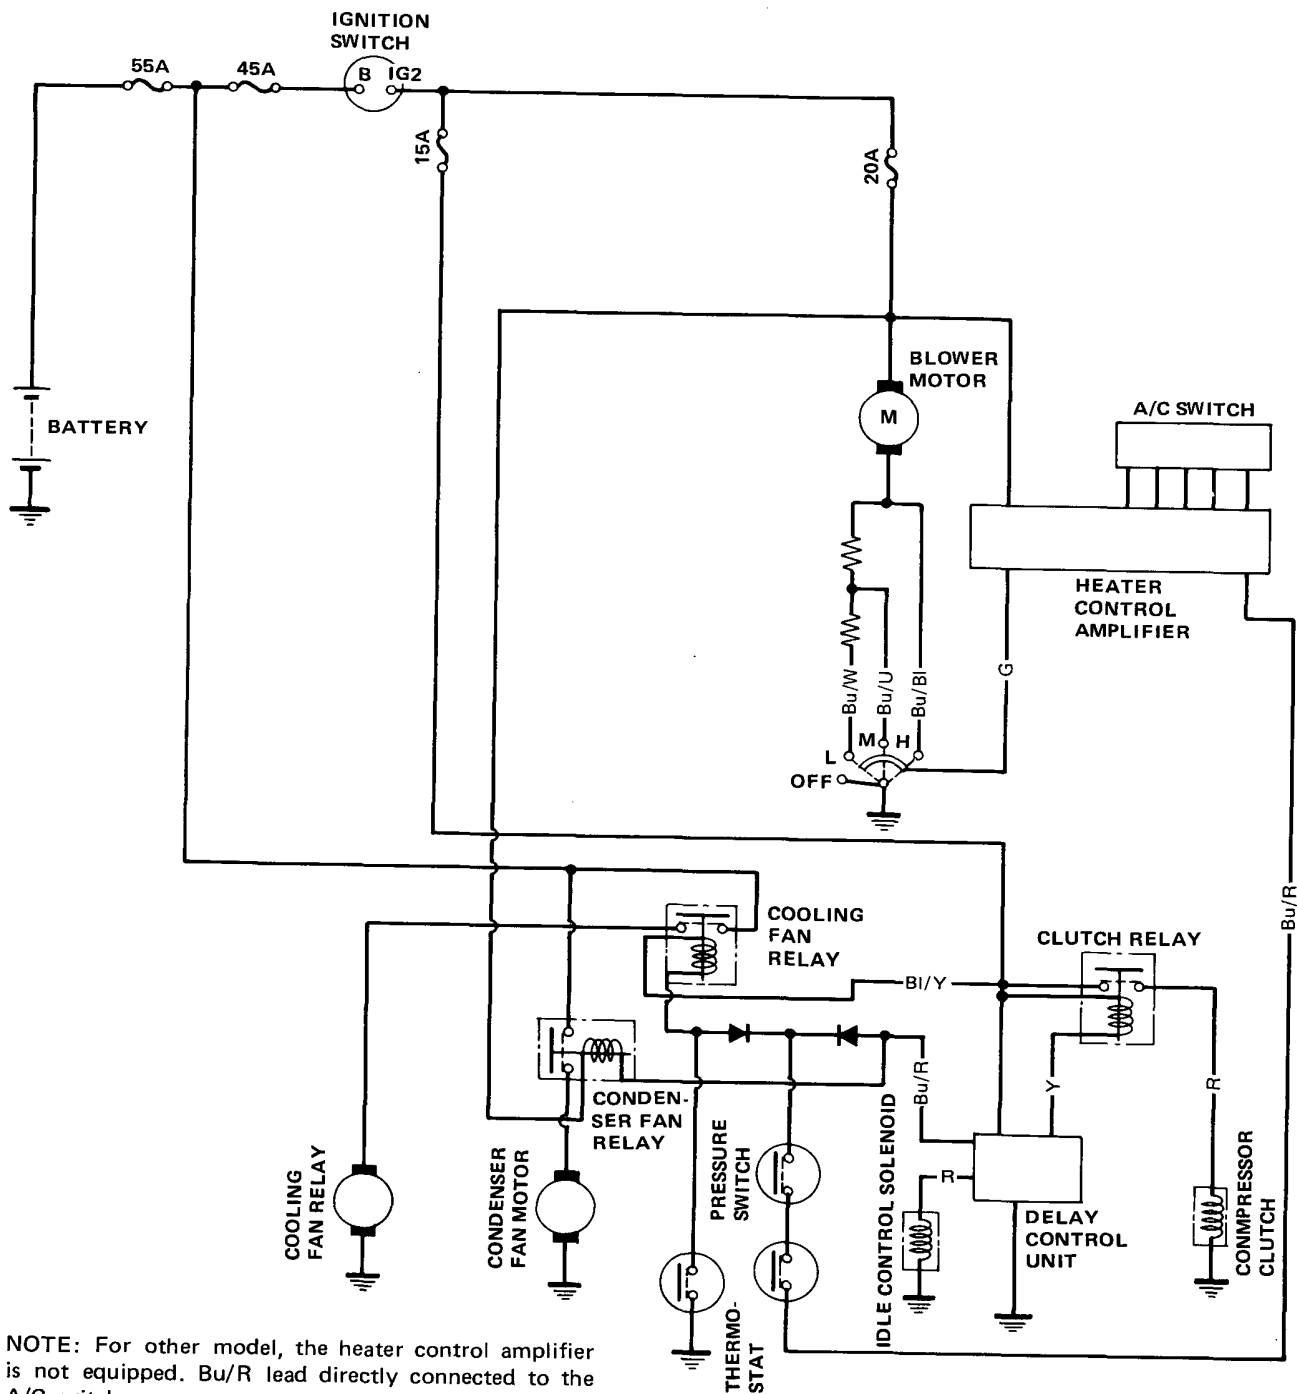 IGNITION
SWITCH
55A
45A
B
IG2
15A
20A
BLOWER
MOTOR
M
A/C SWITCH
BATTERY
HEATER
CONTROL
AMPLIFIER
Bu/W
Bu/U
Bu/Bl
G
L
M
H
OFF
Bu/R
COOLING
FAN
RELAY
CLUTCH RELAY
Bl/Y
Bu/R
Y
R
CONDEN-
SER FAN
RELAY
COOLING
FAN RELAY
CONDENSER
FAN MOTOR
PRESSURE
SWITCH
IDLE CONTROL SOLENOID
R
DELAY
CONTROL
UNIT
CONMPRESSOR
CLUTCH
THERMO-
STAT
NOTE: For other model, the heater control amplifier
is not equipped. Bu/R lead directly connected to the